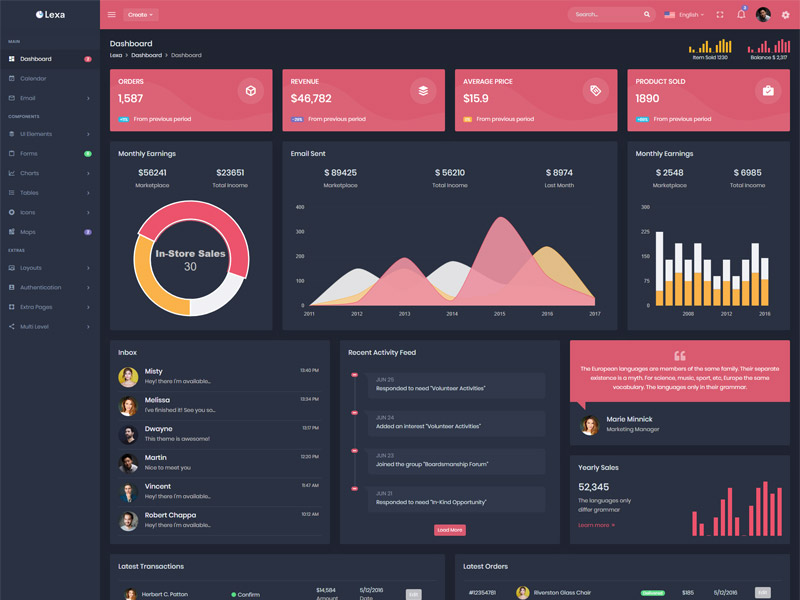 Lexa
Create
Search...
English
2
MAIN
Dashboard
2
Calendar
Email
COMPONENTS
UI Elements
Forms
Charts
Tables
Icons
Maps
2
EXTRAS
Layouts
Authentication
Extra Pages
Multi Level
Dashboard
Lexa > Dashboard > Dashboard
Item Sold 1230
Balance $ 2,317
ORDERS
1,587
From previous period
REVENUE
$46,782
-29%
From previous period
AVERAGE PRICE
$15.9
0%
From previous period
PRODUCT SOLD
1890
+89%
From previous period
Monthly Earnings
$56241
Marketplace
$23651
Total Income
In-Store Sales
30
Email Sent
$ 89425
Marketplace
$ 56210
Total Income
$ 8974
Last Month
400
300
200
100
0
2011 2012 2013 2014 2015 2016 2017
Monthly Earnings
$ 2548
Marketplace
$ 6985
Total Income
300
225
150
75
0
2008 2012 2016
Inbox
Misty
13:40 PM
Hey! there I'm available...
Melissa
13:34 PM
I've finished it! See you so...
Dwayne
13:17 PM
This theme is awesome!
Martin
12:20 PM
Nice to meet you
Vincent
11:47 AM
Hey! there I'm available...
Robert Chappa
10:12 AM
Hey! there I'm available...
Recent Activity Feed
JUN 25
Responded to need "Volunteer Activities"
JUN 24
Added an interest "Volunteer Activities"
JUN 23
Joined the group "Boardsmanship Forum"
JUN 21
Responded to need "In-Kind Opportunity"
Load More
The European languages are members of the same family. Their separate
existence is a myth. For science, music, sport, etc, Europe the same
vocabulary. The languages only in their grammar.
Marie Minnick
Marketing Manager
Yearly Sales
52,345
The languages only
differ grammar
Learn more
Latest Transactions
Herbert C. Patton
Confirm
$14,584
Amount
5/12/2016
Date
Edit
Latest Orders
#12354781
Riverston Glass Chair
Delivered
$185
5/12/2016
Edit